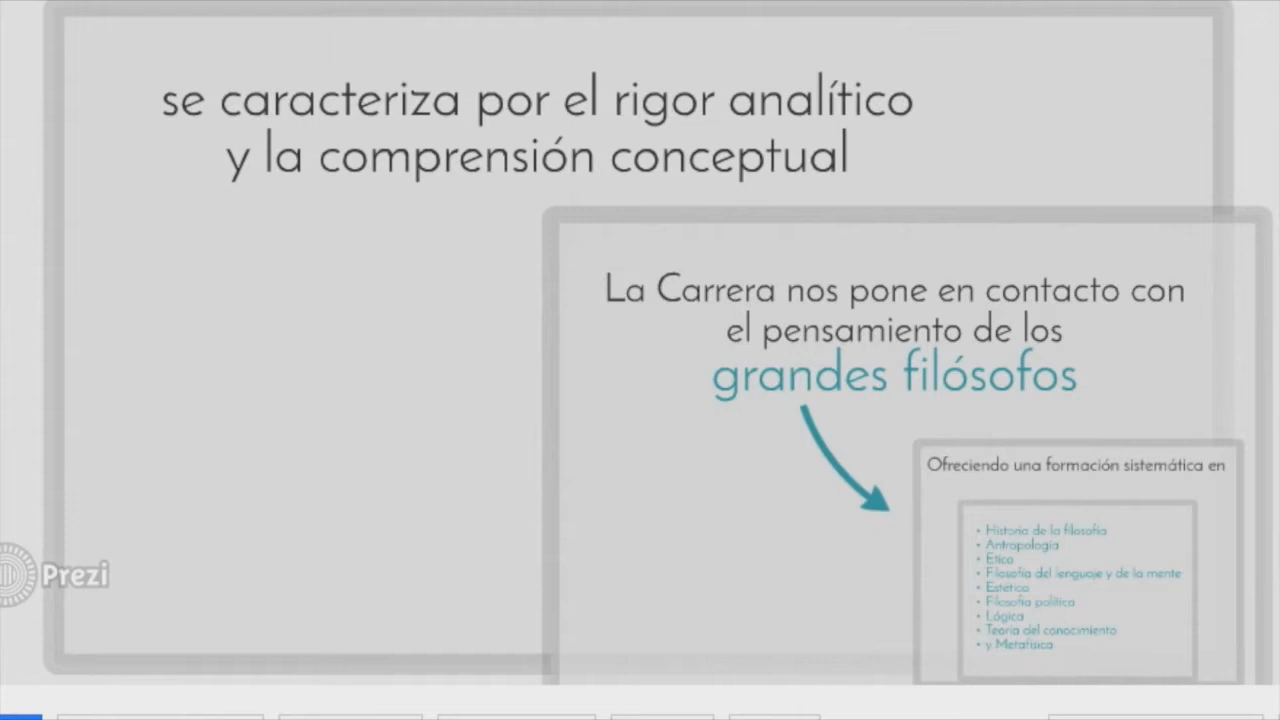 se caracteriza por el rigor analítico
y la comprensión conceptual
La Carrera nos pone en contacto con
el pensamiento de los
grandes filósofos
Ofreciendo una formación sistemática en
• Historia de la filosofía
• Antropología
• Ética
• Filosofía del lenguaje y de la mente
• Estética
• Filosofía política
• Lógica
• Teoría del conocimiento
• y Metafísica
Prezi